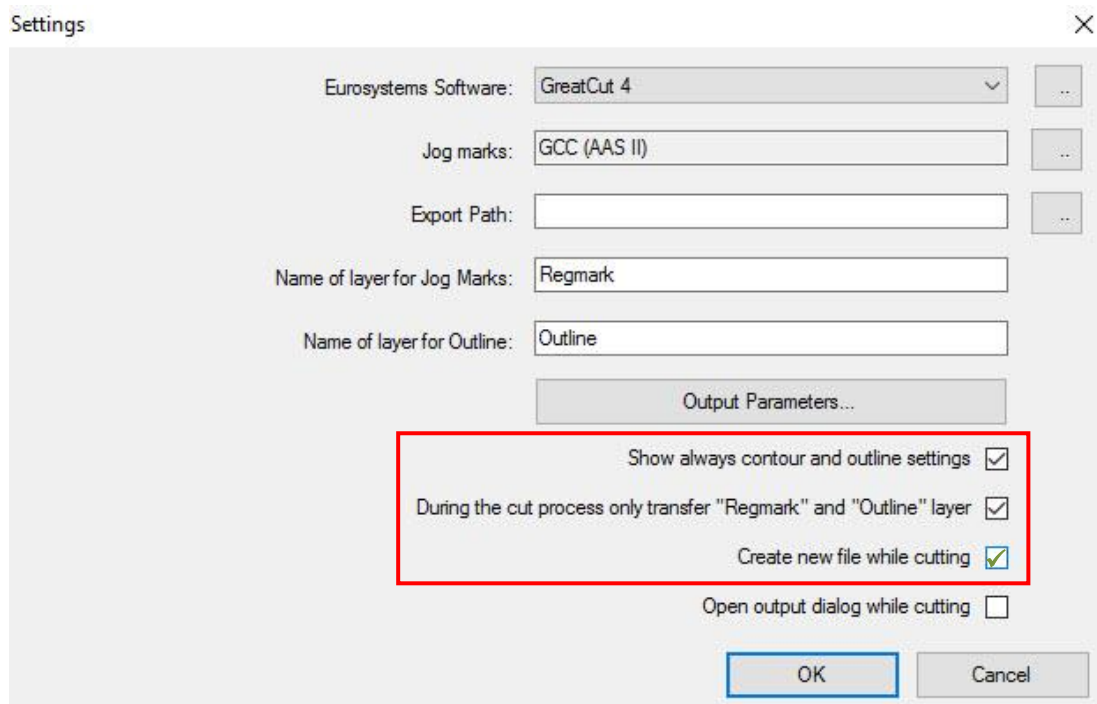 Settings
Eurosystems Software: GreatCut 4 ..
Jog marks: GCC (AAS II) ..
Export Path: ..
Name of layer for Jog Marks: Regmark
Name of layer for Outline: Outline
Output Parameters...
Show always contour and outline settings
During the cut process only transfer "Regmark" and "Outline" layer
Create new file while cutting
Open output dialog while cutting
OK Cancel